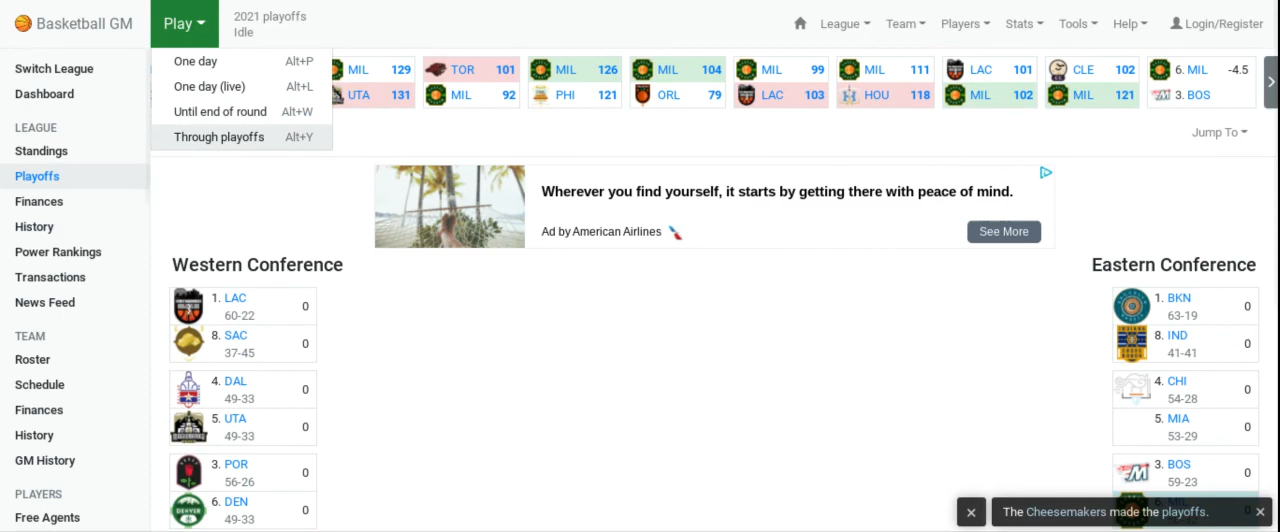 Basketball GM
Play
2021 playoffs
Idle
League
Team
Players
Stats
Tools
Help
Login/Register
One day Alt+P
One day (live) Alt+L
Until end of round Alt+W
Through playoffs Alt+Y
MIL 129
UTA 131
TOR 101
MIL 92
MIL 126
PHI 121
MIL 104
ORL 79
MIL 99
LAC 103
MIL 111
HOU 118
LAC 101
MIL 102
CLE 102
MIL 121
6. MIL -4.5
3. BOS
Jump To
Switch League
Dashboard
LEAGUE
Standings
Playoffs
Finances
History
Power Rankings
Transactions
News Feed
TEAM
Roster
Schedule
Finances
History
GM History
PLAYERS
Free Agents
Wherever you find yourself, it starts by getting there with peace of mind.
Ad by American Airlines
See More
Western Conference
1. LAC 0
60-22
8. SAC 0
37-45
4. DAL 0
49-33
5. UTA 0
49-33
3. POR 0
56-26
6. DEN 0
49-33
Eastern Conference
1. BKN 0
63-19
8. IND 0
41-41
4. CHI 0
54-28
5. MIA 0
53-29
3. BOS 0
59-23
6. MIL 0
The Cheesemakers made the playoffs.